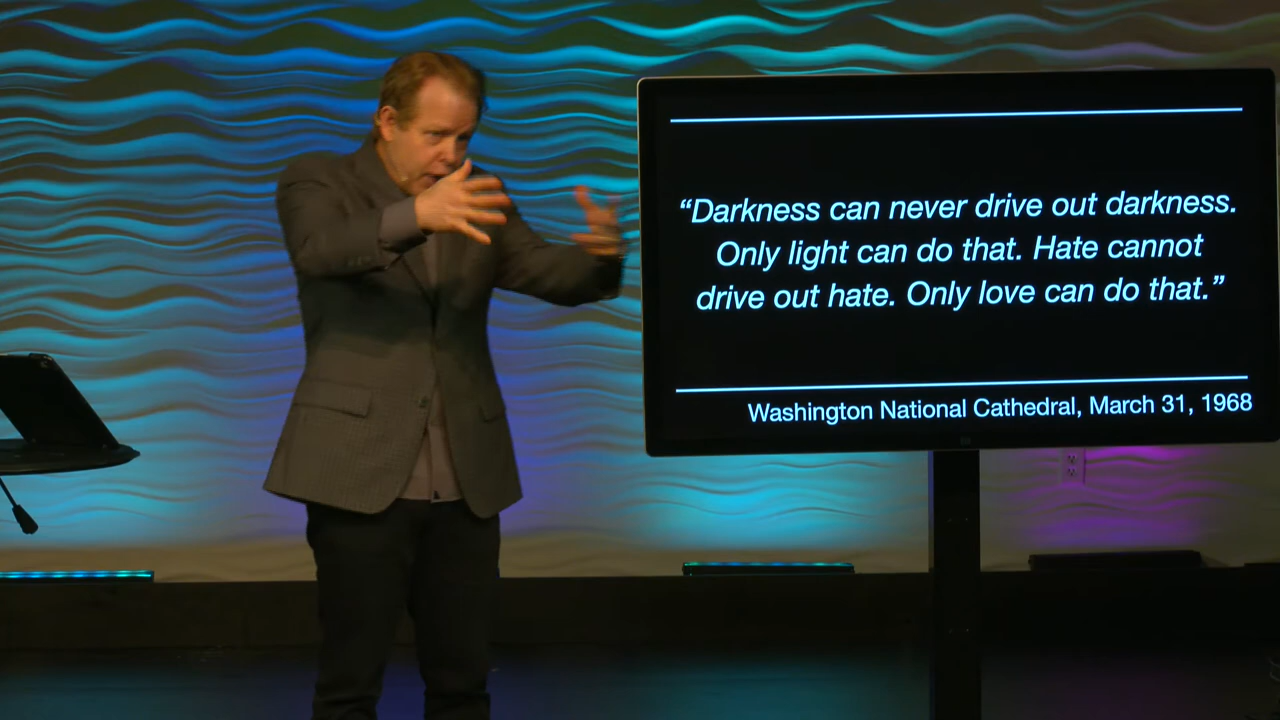 “Darkness can never drive out darkness.
Only light can do that. Hate cannot
drive out hate. Only love can do that.”
Washington National Cathedral, March 31, 1968